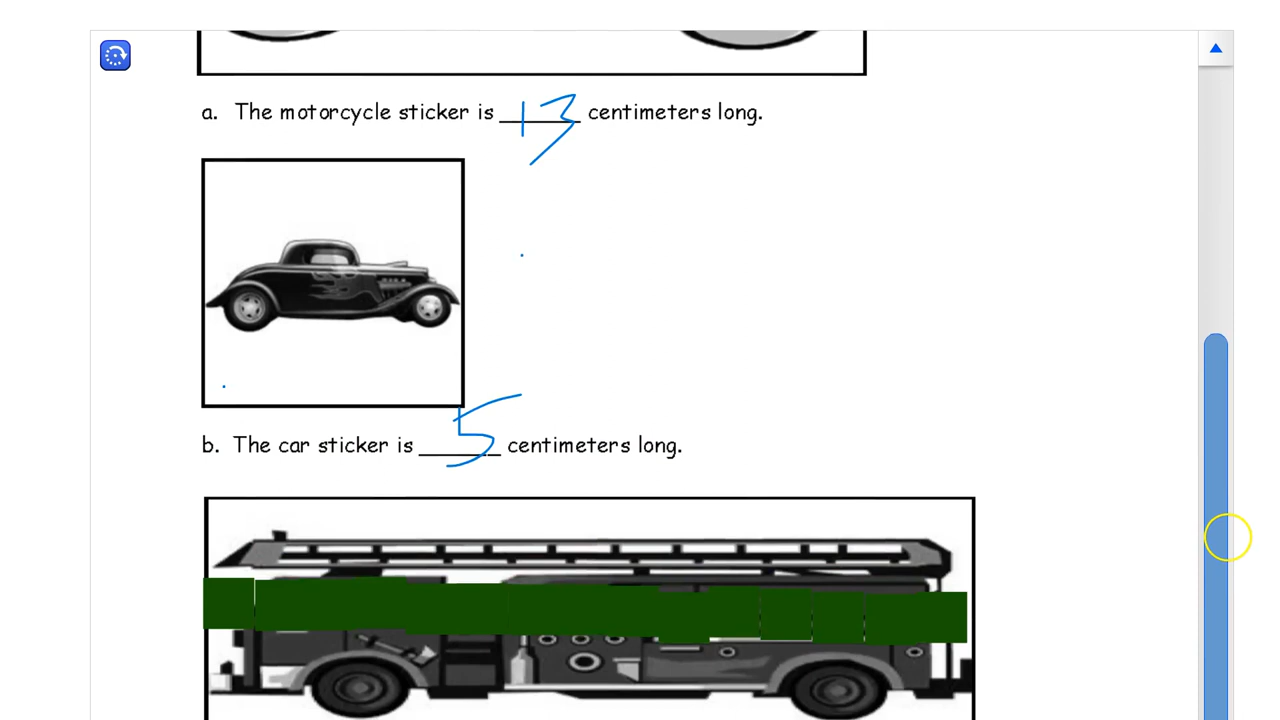 a. The motorcycle sticker is 13 centimeters long.
b. The car sticker is 5 centimeters long.